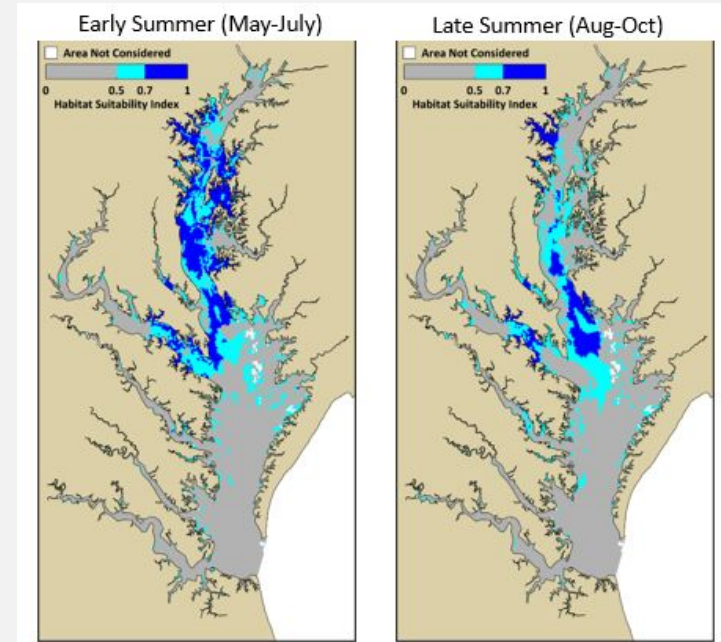 Early Summer (May-July)
Area Not Considered
0 0.5 0.7 1
Habitat Suitability Index
Late Summer (Aug-Oct)
Area Not Considered
0 0.5 0.7 1
Habitat Suitability Index